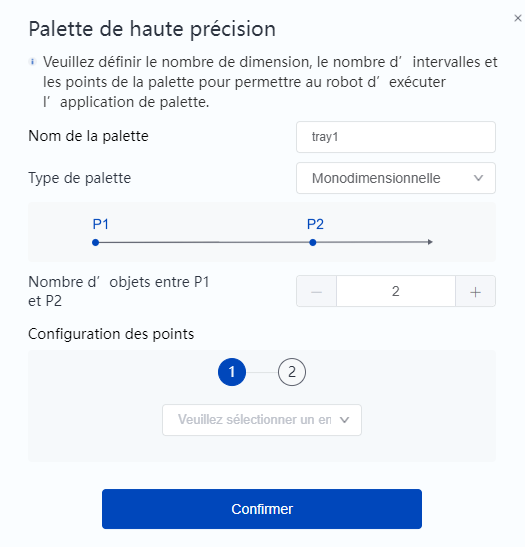 Palette de haute précision
Veuillez définir le nombre de dimension, le nombre d’intervalles et
les points de la palette pour permettre au robot d’exécuter
l’application de palette.
Nom de la palette
tray1
Type de palette
Monodimensionnelle
P1
P2
Nombre d’objets entre P1
et P2
2
Configuration des points
1
2
Veuillez sélectionner un
Confirmer